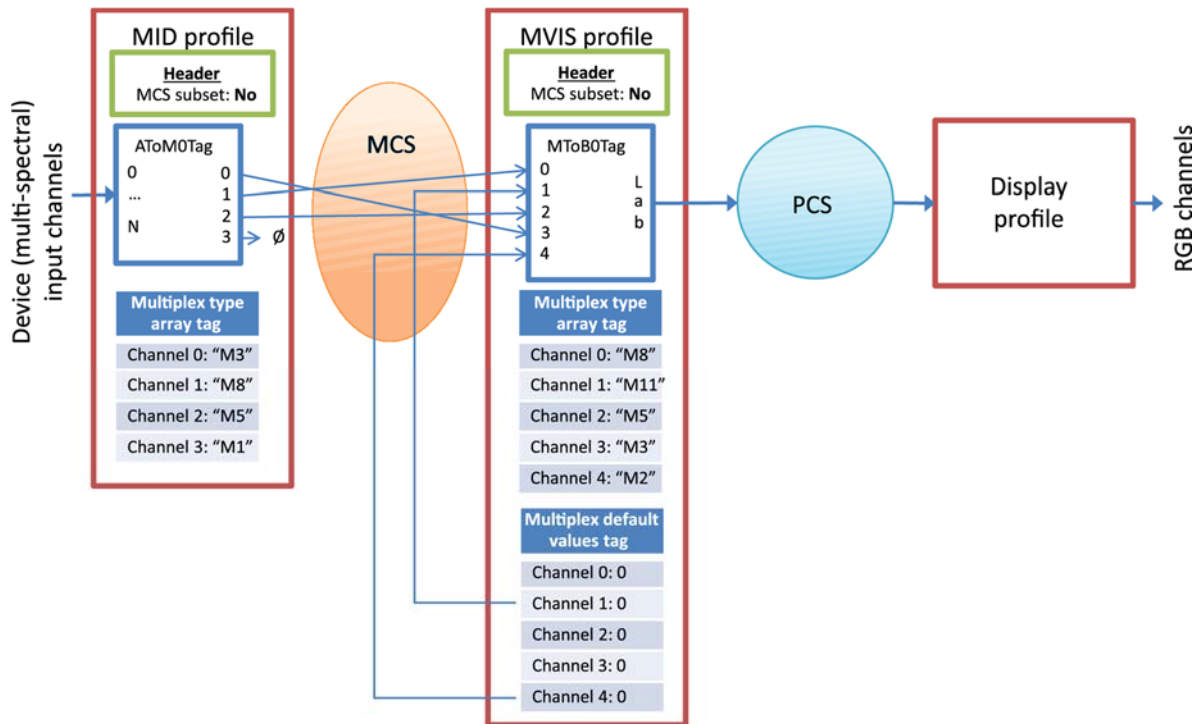 Device (multi-spectral)
input channels
MID profile
Header
MCS subset: No
AToM0Tag
0 0
... 1
2
N
3 Ø
Multiplex type
array tag
Channel 0: “M3”
Channel 1: “M8”
Channel 2: “M5”
Channel 3: “M1”
MCS
MVIS profile
Header
MCS subset: No
MToB0Tag
0
1 L
2 a
3 b
4
Multiplex type
array tag
Channel 0: “M8”
Channel 1: “M11”
Channel 2: “M5”
Channel 3: “M3”
Channel 4: “M2”
Multiplex default
values tag
Channel 0: 0
Channel 1: 0
Channel 2: 0
Channel 3: 0
Channel 4: 0
PCS
Display
profile
RGB channels